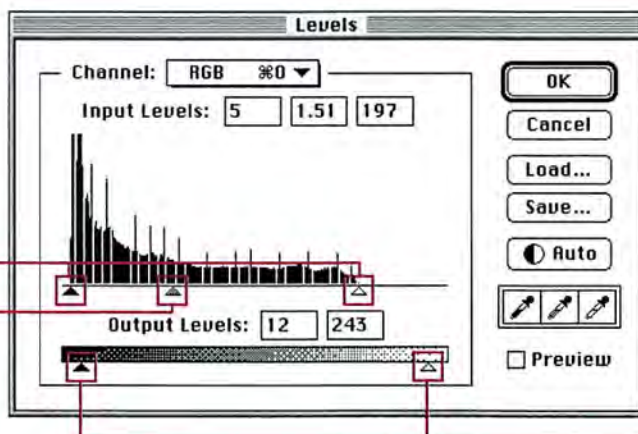 Levels
Channel: RGB ⌘0
Input Levels: 5 1.51 197
Output Levels: 12 243
OK
Cancel
Load...
Save...
Auto
Preview